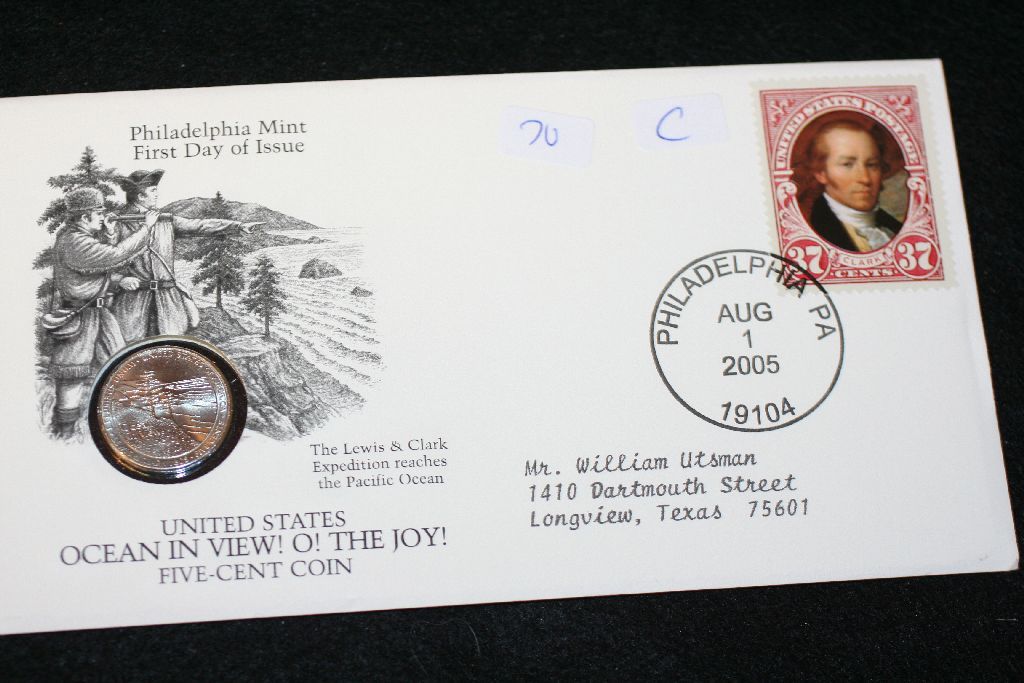 Philadelphia Mint
First Day of Issue
70
C
UNITED STATES POSTAGE
CLARK
37 CENTS 37
PHILADELPHIA PA
AUG
1
2005
19104
The Lewis & Clark
Expedition reaches
the Pacific Ocean
UNITED STATES
OCEAN IN VIEW! O! THE JOY!
FIVE-CENT COIN
Mr. William Utsman
1410 Dartmouth Street
Longview, Texas 75601